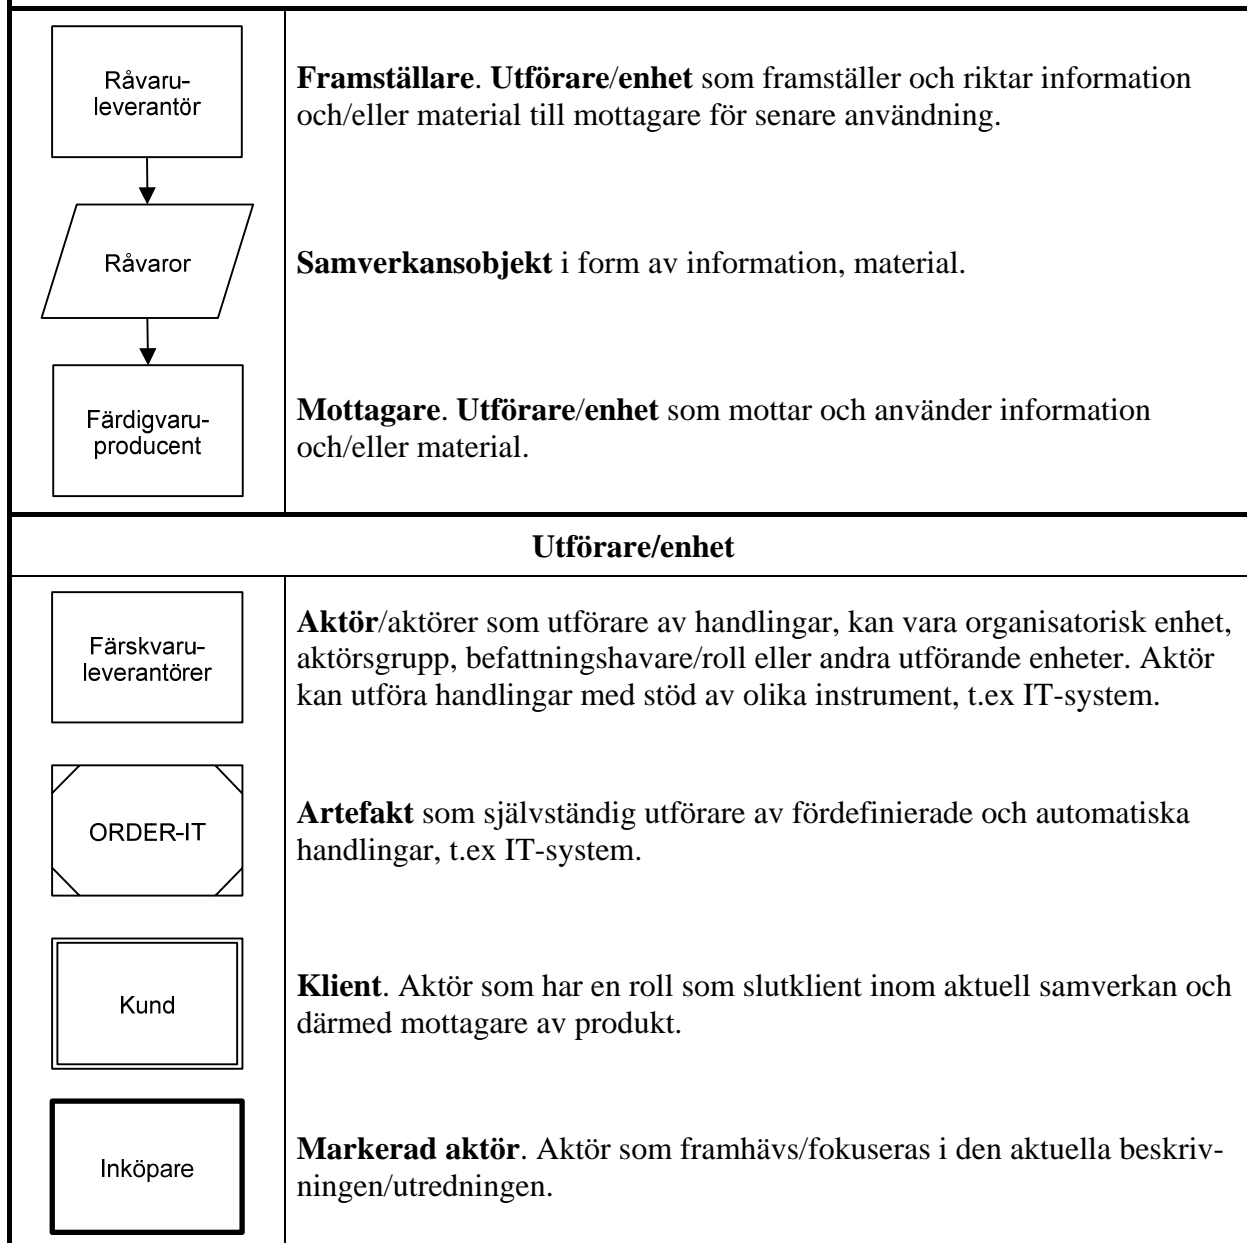 Råvaru-
leverantör
Framställare. Utförare/enhet som framställer och riktar information
och/eller material till mottagare för senare användning.
Råvaror
Samverkansobjekt i form av information, material.
Färdigvaru-
producent
Mottagare. Utförare/enhet som mottar och använder information
och/eller material.
Utförare/enhet
Färskvaru-
leverantörer
Aktör/aktörer som utförare av handlingar, kan vara organisatorisk enhet,
aktörsgrupp, befattningshavare/roll eller andra utförande enheter. Aktör
kan utföra handlingar med stöd av olika instrument, t.ex IT-system.
ORDER-IT
Artefakt som självständig utförare av fördefinierade och automatiska
handlingar, t.ex IT-system.
Kund
Klient. Aktör som har en roll som slutklient inom aktuell samverkan och
därmed mottagare av produkt.
Inköpare
Markerad aktör. Aktör som framhävs/fokuseras i den aktuella beskriv-
ningen/utredningen.